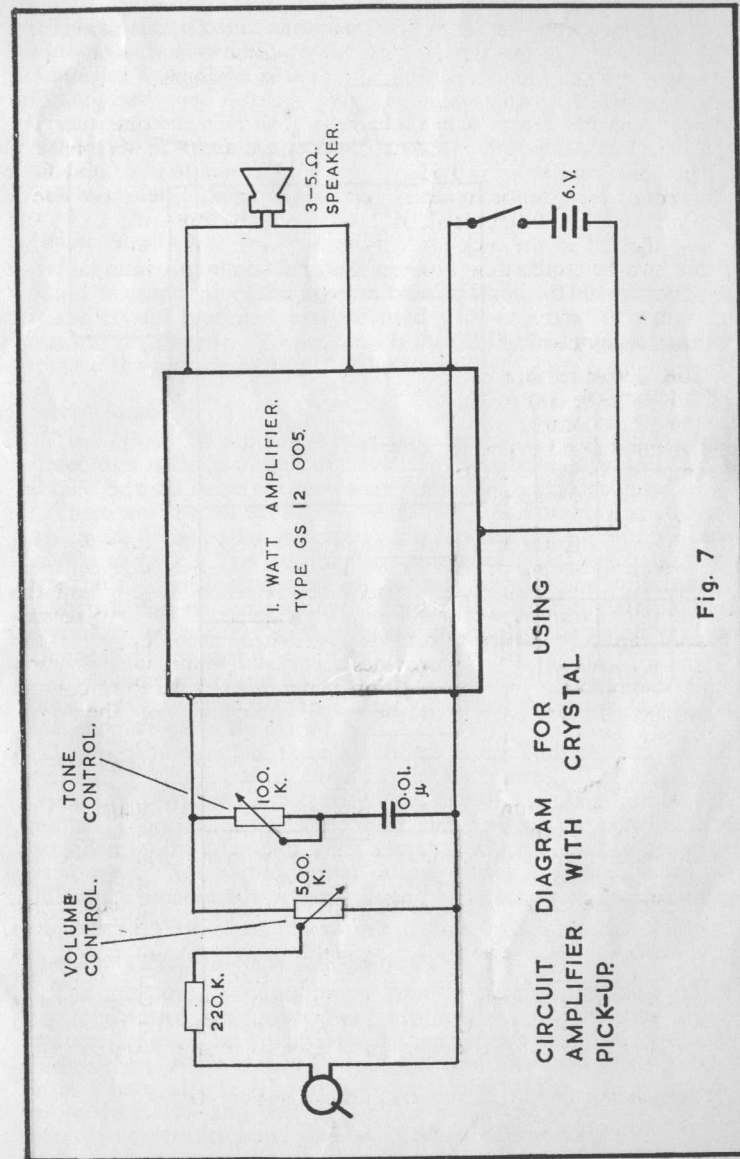 VOLUME
CONTROL.
TONE
CONTROL.
220.K.
500.
K.
100.
K.
0.01.
μ
1. WATT AMPLIFIER.
TYPE GS 12 005.
3–5.Ω.
SPEAKER.
6.V.
CIRCUIT DIAGRAM FOR USING
AMPLIFIER WITH CRYSTAL
PICK-UP.
Fig. 7